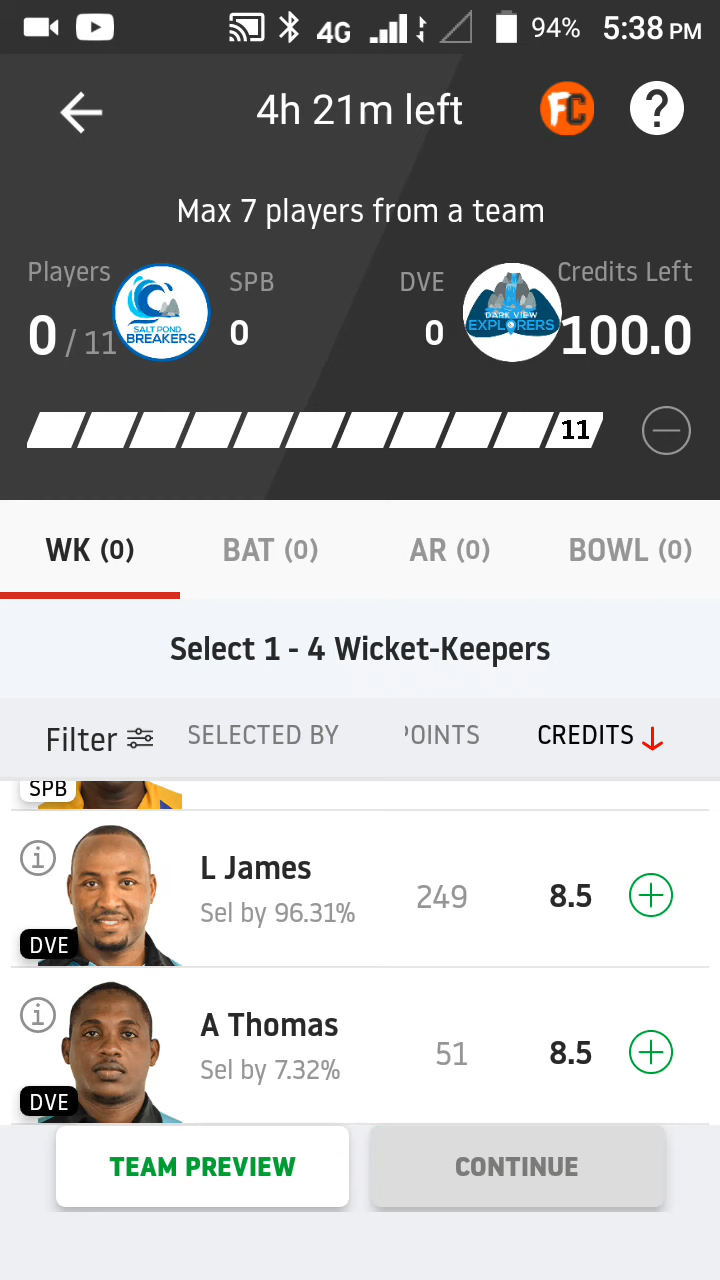 4G 94% 5:38 PM
4h 21m left FC ?
Max 7 players from a team
Players SPB DVE Credits Left
0 / 11 SALT POND BREAKERS 0 0 DARK VIEW EXPLORERS 100.0
11
WK (0) BAT (0) AR (0) BOWL (0)
Select 1 - 4 Wicket-Keepers
Filter SELECTED BY POINTS CREDITS
SPB
L James
Sel by 96.31% 249 8.5
DVE
A Thomas
Sel by 7.32% 51 8.5
DVE
TEAM PREVIEW CONTINUE